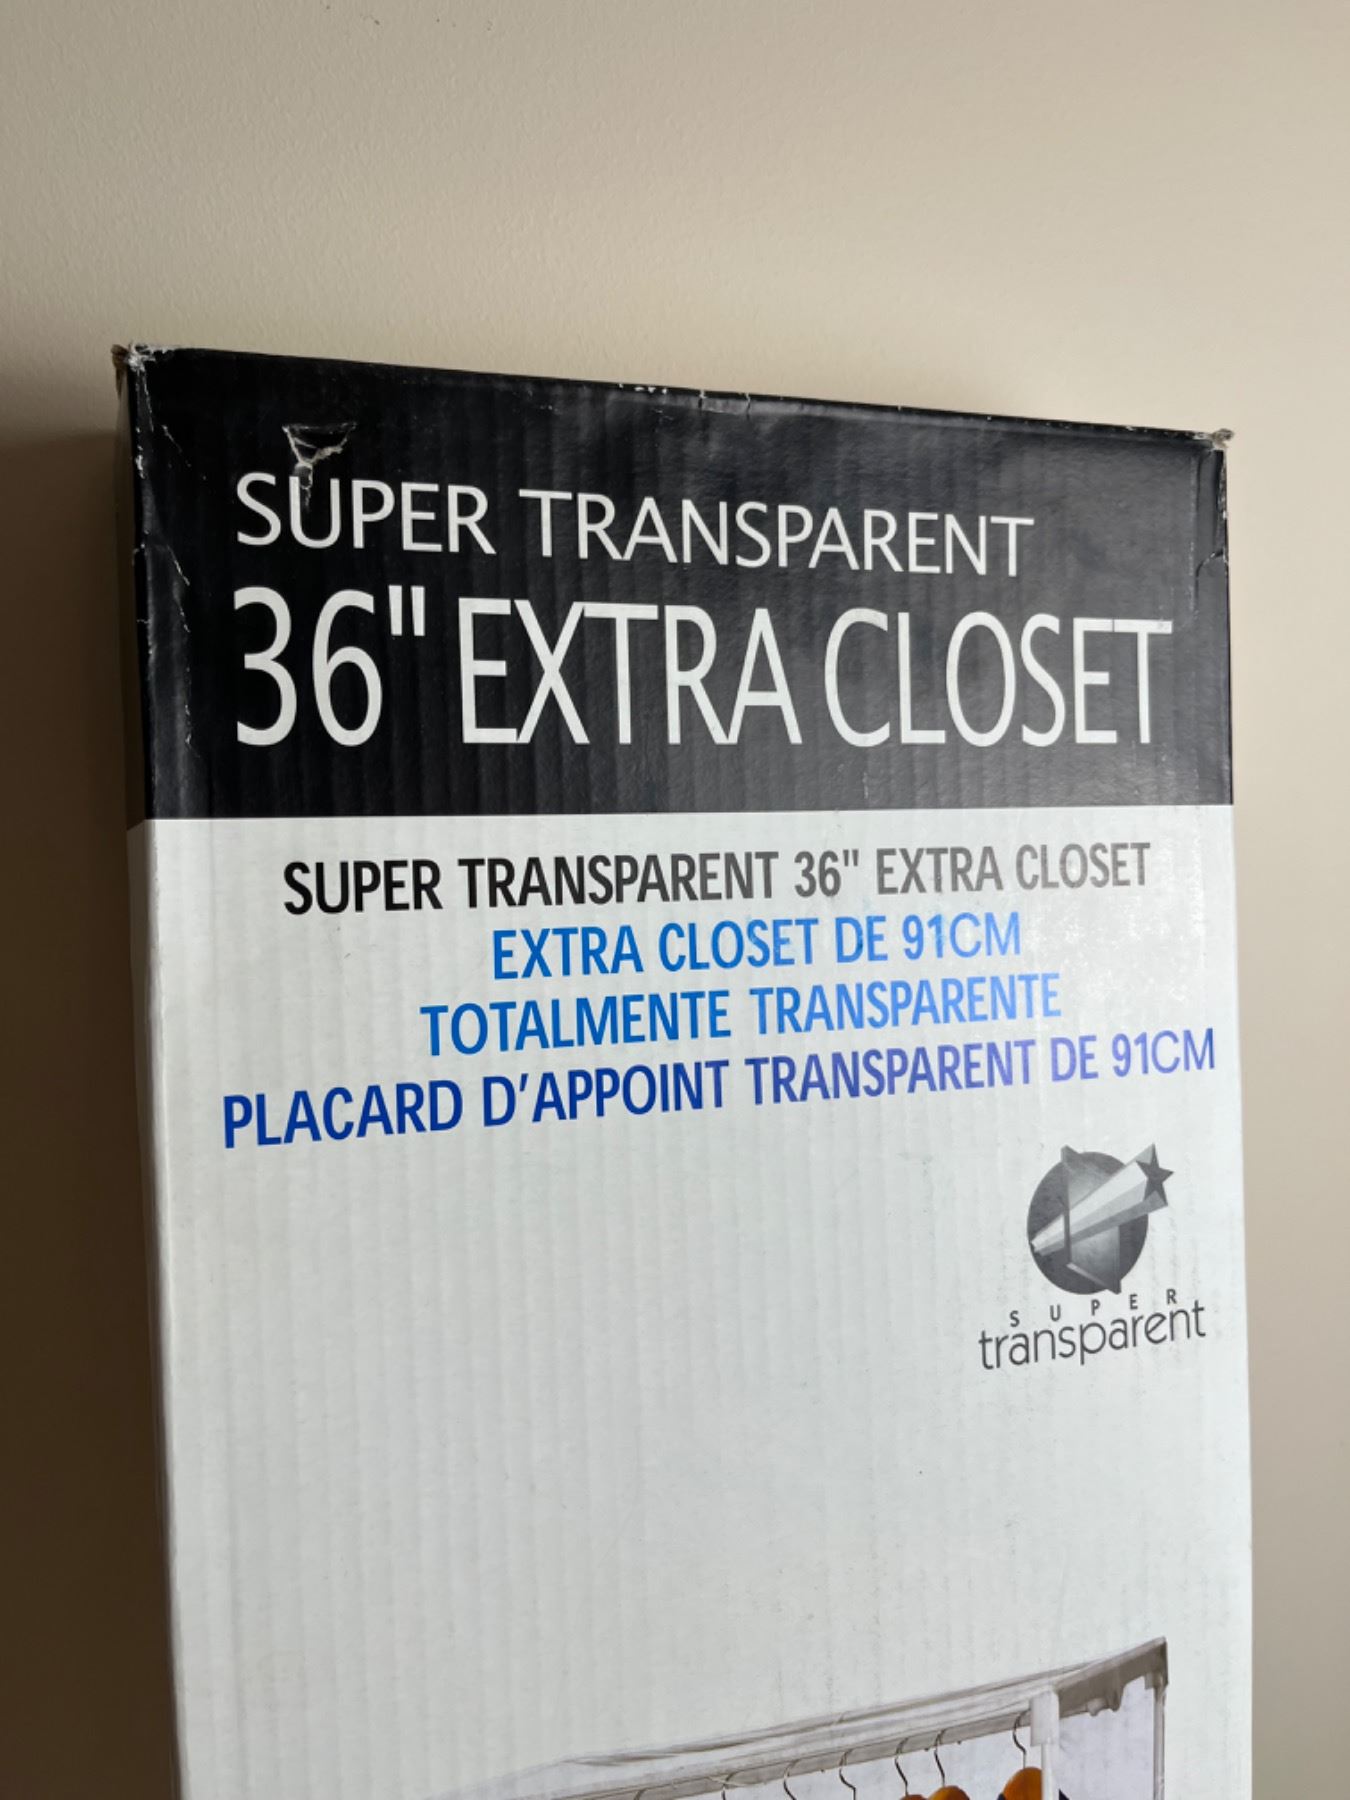 SUPER TRANSPARENT
36" EXTRA CLOSET
SUPER TRANSPARENT 36" EXTRA CLOSET
EXTRA CLOSET DE 91CM
TOTALMENTE TRANSPARENTE
PLACARD D'APPOINT TRANSPARENT DE 91CM
SUPER
transparent